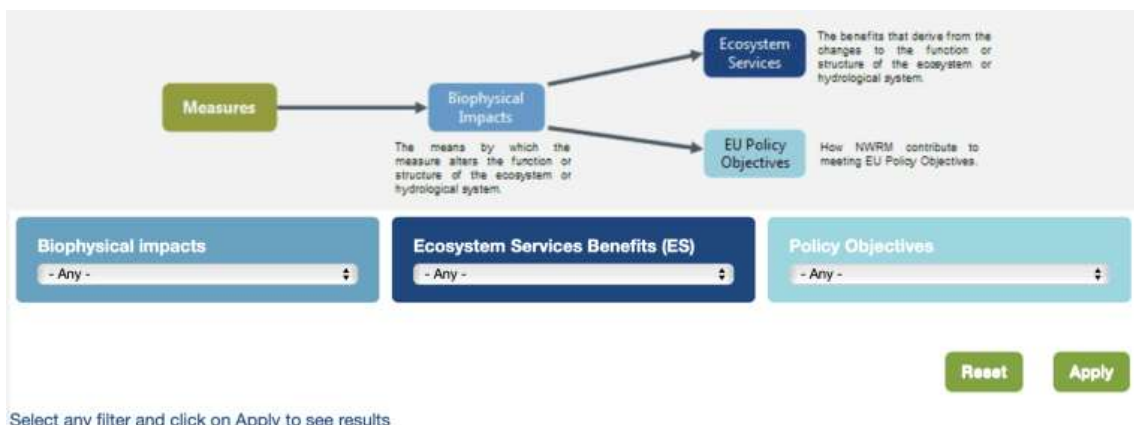 Ecosystem
Services
The benefits that derive from the
changes to the function or
structure of the ecosystem or
hydrological system.
Measures
Biophysical
Impacts
The means by which the
measure alters the function or
structure of the ecosystem or
hydrological system.
EU Policy
Objectives
How NWRM contribute to
meeting EU Policy Objectives.
Biophysical impacts
- Any -
Ecosystem Services Benefits (ES)
- Any -
Policy Objectives
- Any -
Reset
Apply
Select any filter and click on Apply to see results